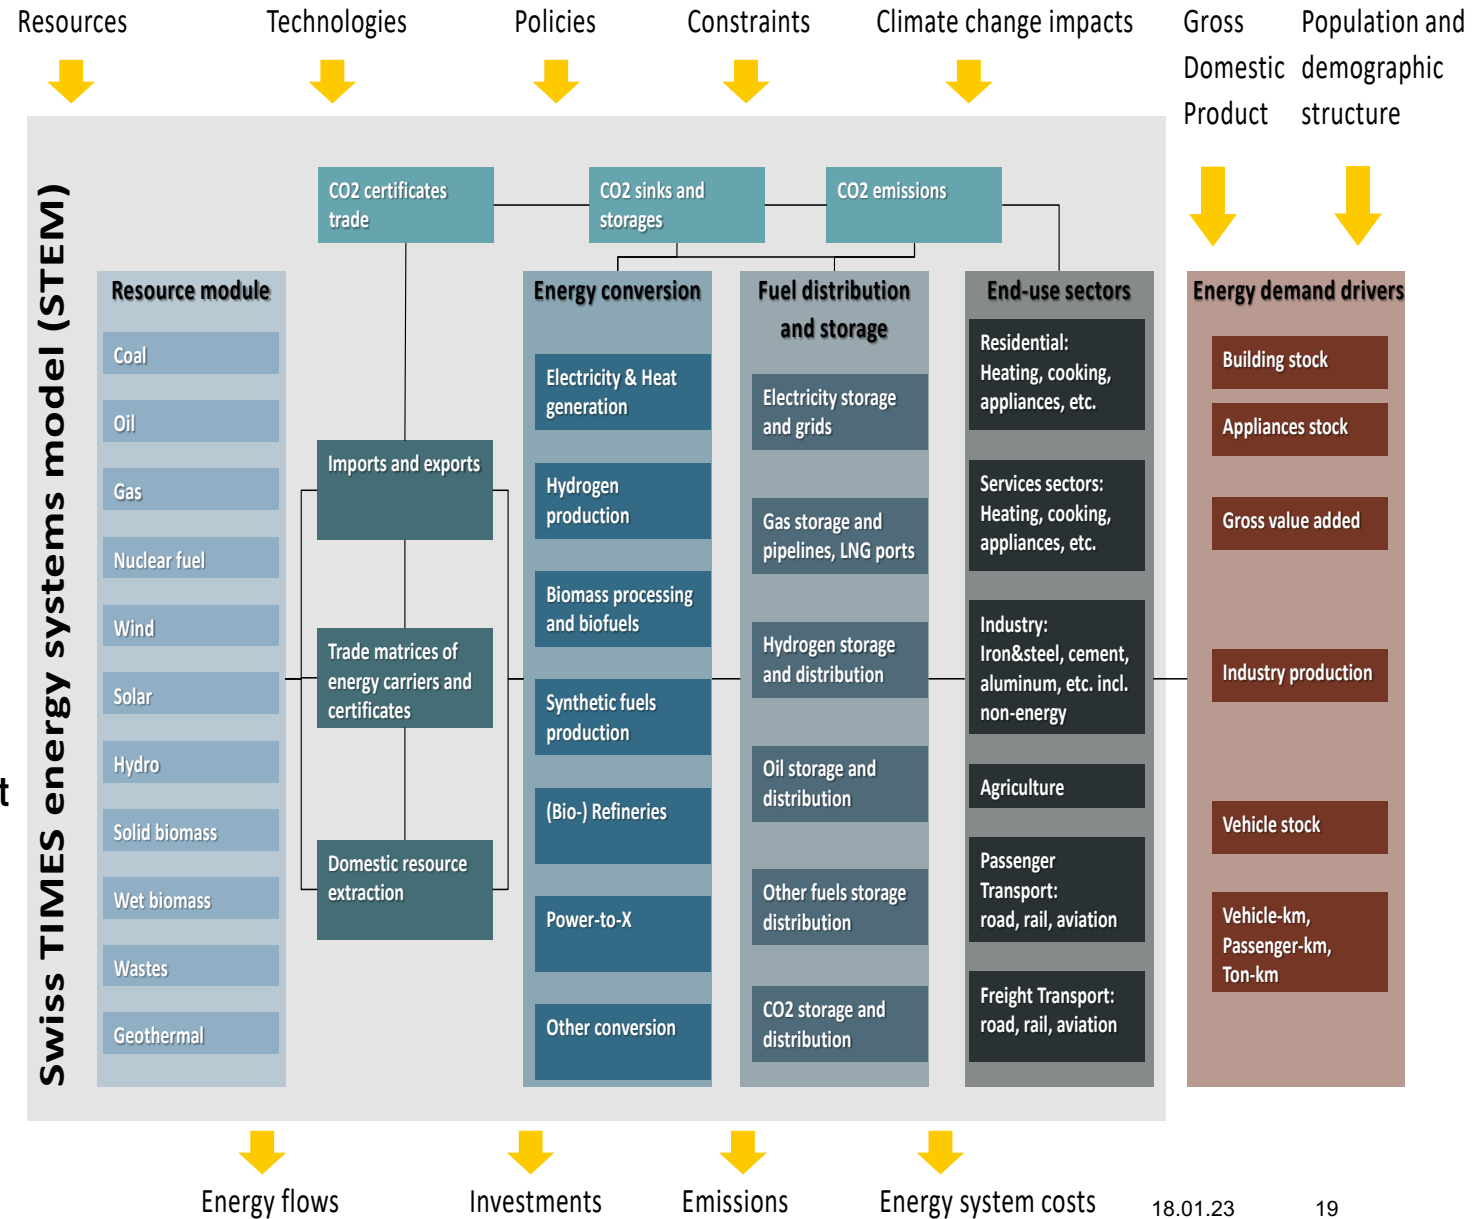 Resources
Technologies
Policies
Constraints
Climate change impacts
Gross
Domestic
Product
Population and
demographic
structure
Swiss TIMES energy systems model (STEM)
CO2 certificates
trade
CO2 sinks and
storages
CO2 emissions
Resource module
Coal
Oil
Gas
Nuclear fuel
Wind
Solar
Hydro
Solid biomass
Wet biomass
Wastes
Geothermal
Imports and exports
Trade matrices of
energy carriers and
certificates
Domestic resource
extraction
Energy conversion
Electricity & Heat
generation
Hydrogen
production
Biomass processing
and biofuels
Synthetic fuels
production
(Bio-) Refineries
Power-to-X
Other conversion
Fuel distribution
and storage
Electricity storage
and grids
Gas storage and
pipelines, LNG ports
Hydrogen storage
and distribution
Oil storage and
distribution
Other fuels storage
distribution
CO2 storage and
distribution
End-use sectors
Residential:
Heating, cooking,
appliances, etc.
Services sectors:
Heating, cooking,
appliances, etc.
Industry:
Iron&steel, cement,
aluminum, etc. incl.
non-energy
Agriculture
Passenger
Transport:
road, rail, aviation
Freight Transport:
road, rail, aviation
Energy demand drivers
Building stock
Appliances stock
Gross value added
Industry production
Vehicle stock
Vehicle-km,
Passenger-km,
Ton-km
t
Energy flows
Investments
Emissions
Energy system costs
18.01.23
19